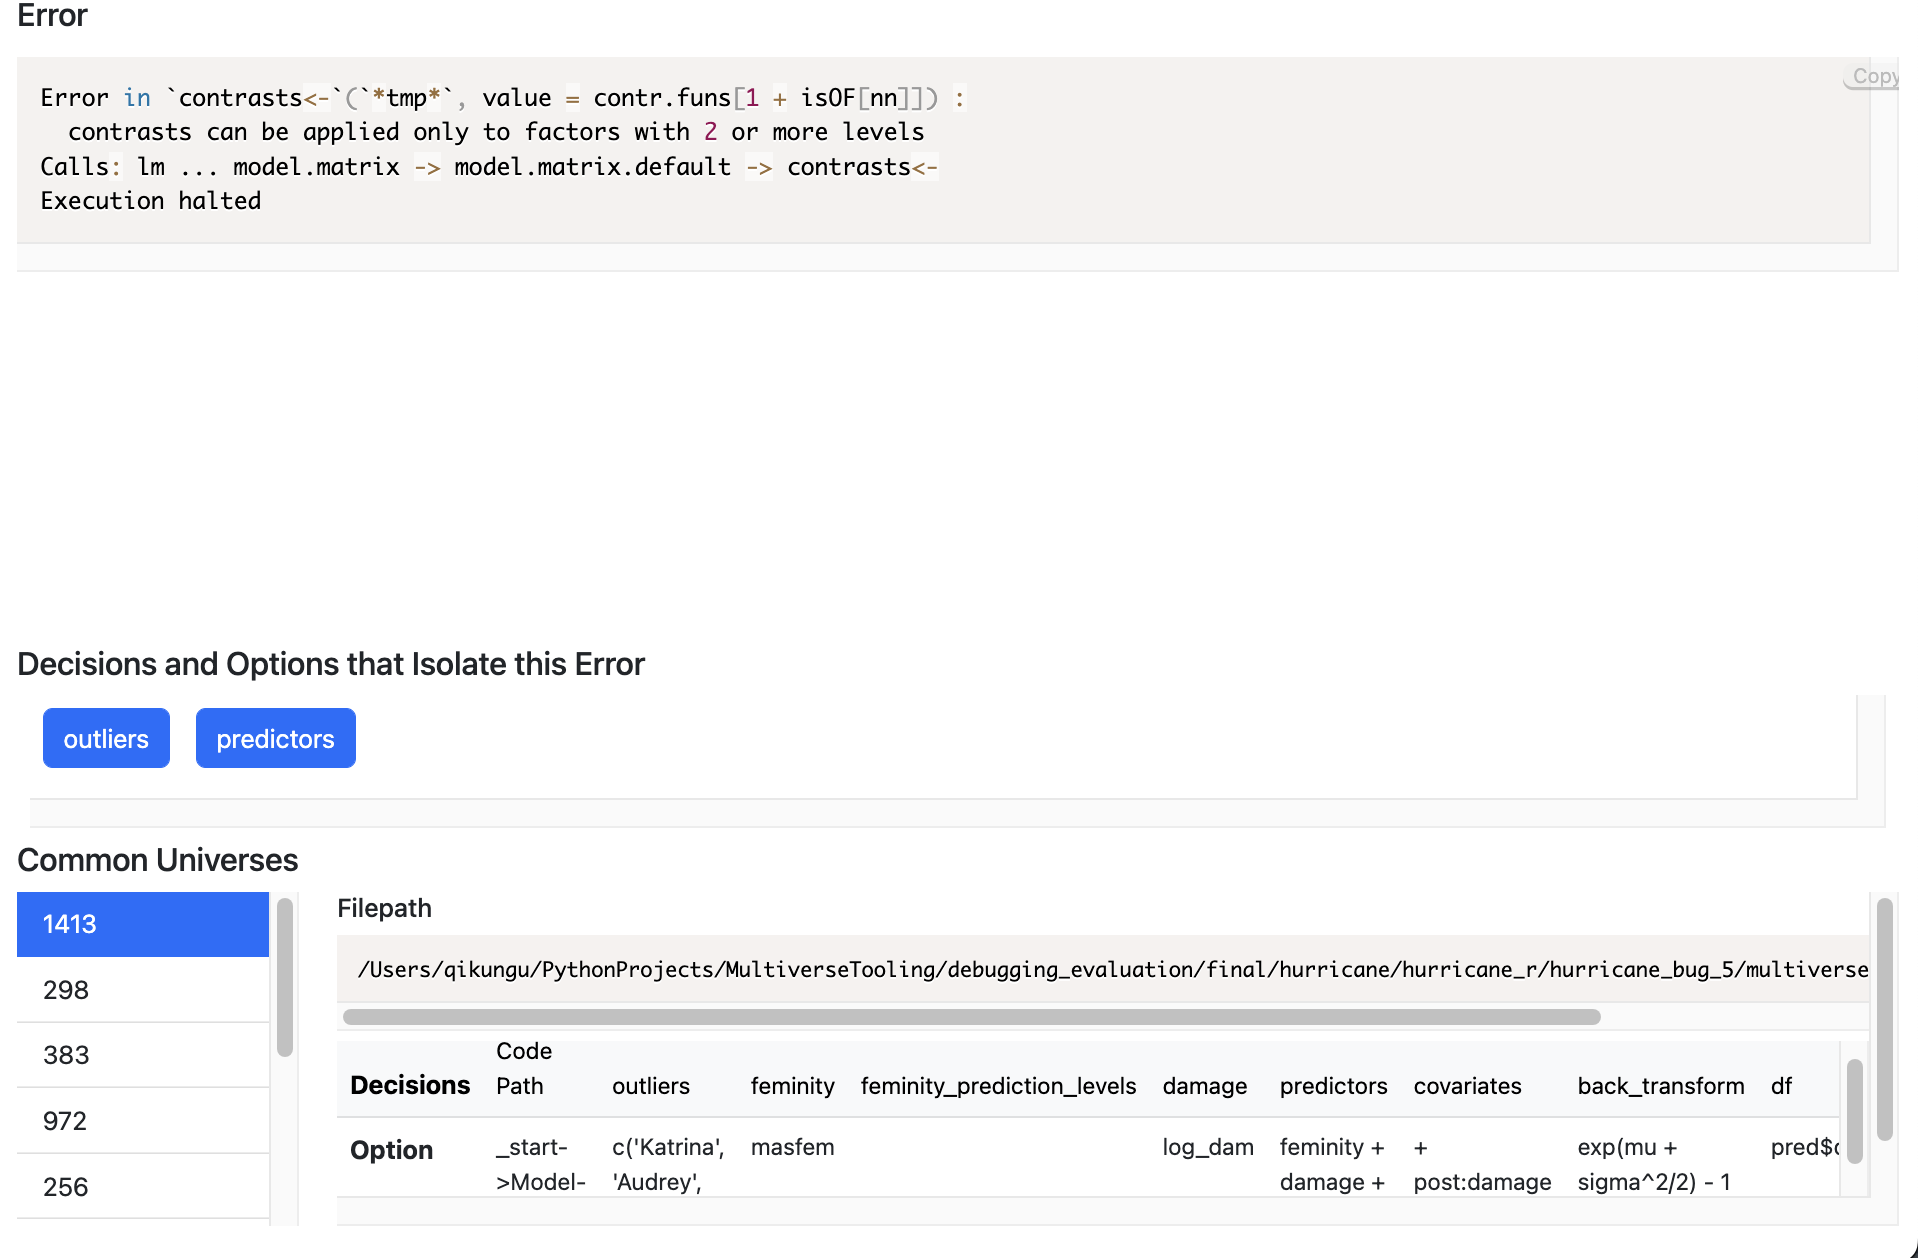 Error
Copy
Error in `contrasts<-`(`*tmp*`, value = contr.funs[1 + isOF[nn]]) :
  contrasts can be applied only to factors with 2 or more levels
Calls: lm ... model.matrix -> model.matrix.default -> contrasts<-
Execution halted
Decisions and Options that Isolate this Error
outliers predictors
Common Universes
1413
298
383
972
256
Filepath
/Users/qikungu/PythonProjects/MultiverseTooling/debugging_evaluation/final/hurricane/hurricane_r/hurricane_bug_5/multiverse
Code
Decisions Path outliers feminity feminity_prediction_levels damage predictors covariates back_transform df
Option _start- c('Katrina', masfem log_dam feminity + + exp(mu + pred$
>Model- 'Audrey', damage + post:damage sigma^2/2) - 1